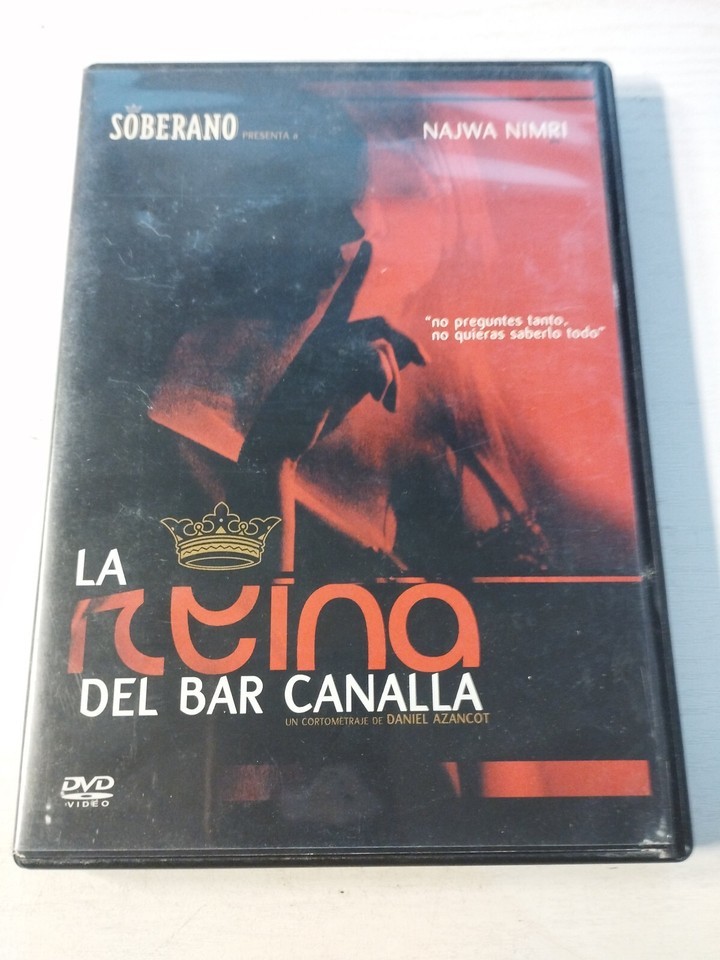 SOBERANO PRESENTA a
NAJWA NIMRI
"no preguntes tanto,
no quieras saberlo todo"
LA
REINA
DEL BAR CANALLA
UN CORTOMETRAJE DE DANIEL AZANCOT
DVD
VIDEO